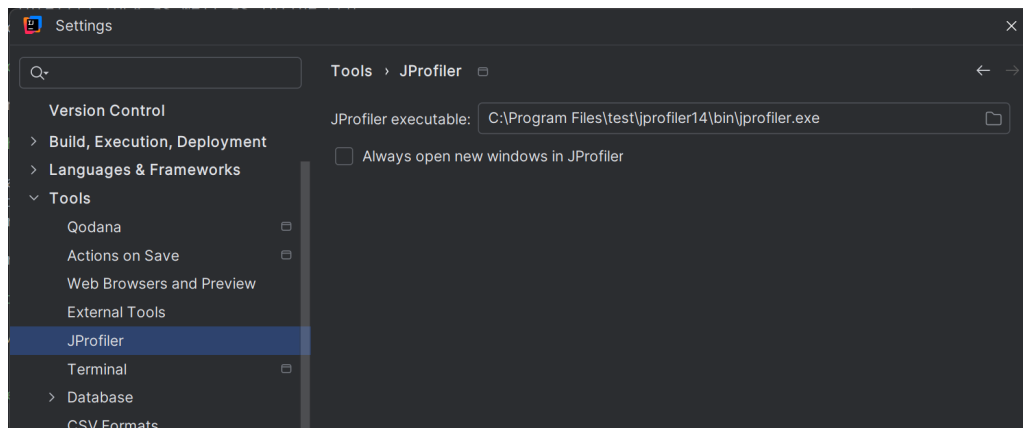 Settings
Tools › JProfiler
Version Control
JProfiler executable: C:\Program Files\test\jprofiler14\bin\jprofiler.exe
Build, Execution, Deployment
Always open new windows in JProfiler
Languages & Frameworks
Tools
Qodana
Actions on Save
Web Browsers and Preview
External Tools
JProfiler
Terminal
Database
CSV Formats